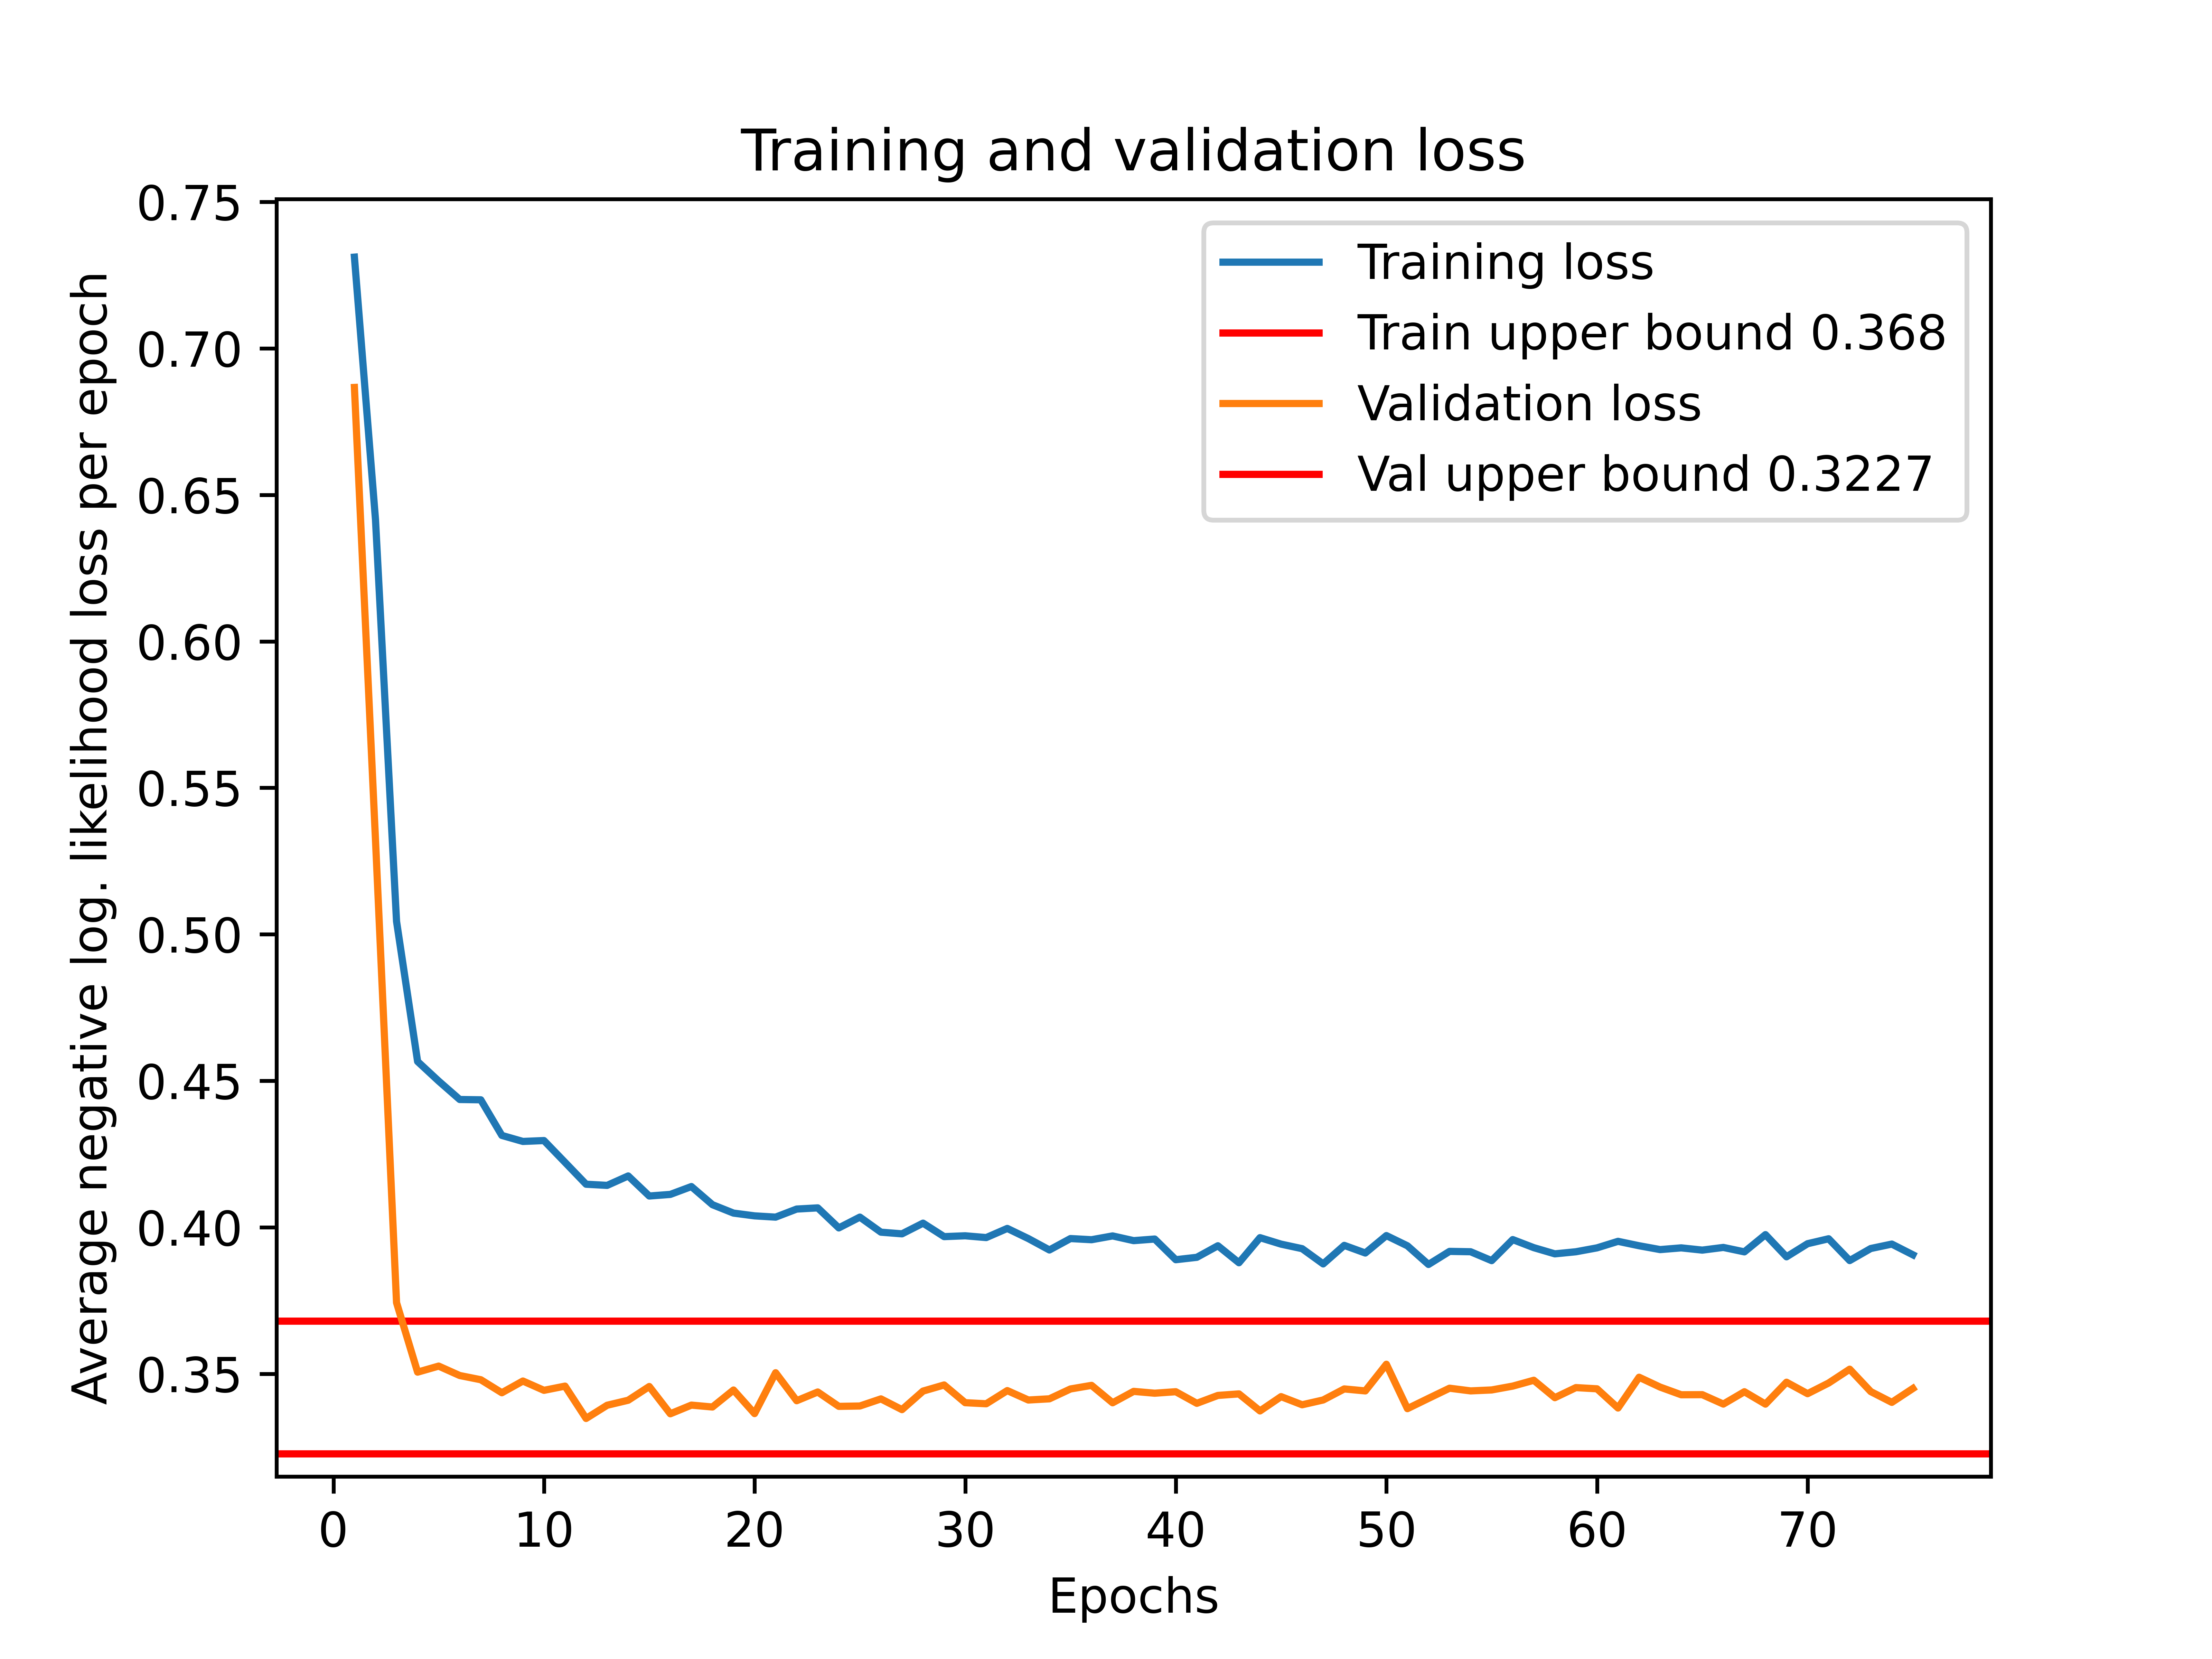 Training and validation loss
Average negative log. likelihood loss per epoch
0.75
0.70
0.65
0.60
0.55
0.50
0.45
0.40
0.35
Training loss
Train upper bound 0.368
Validation loss
Val upper bound 0.3227
0 10 20 30 40 50 60 70
Epochs